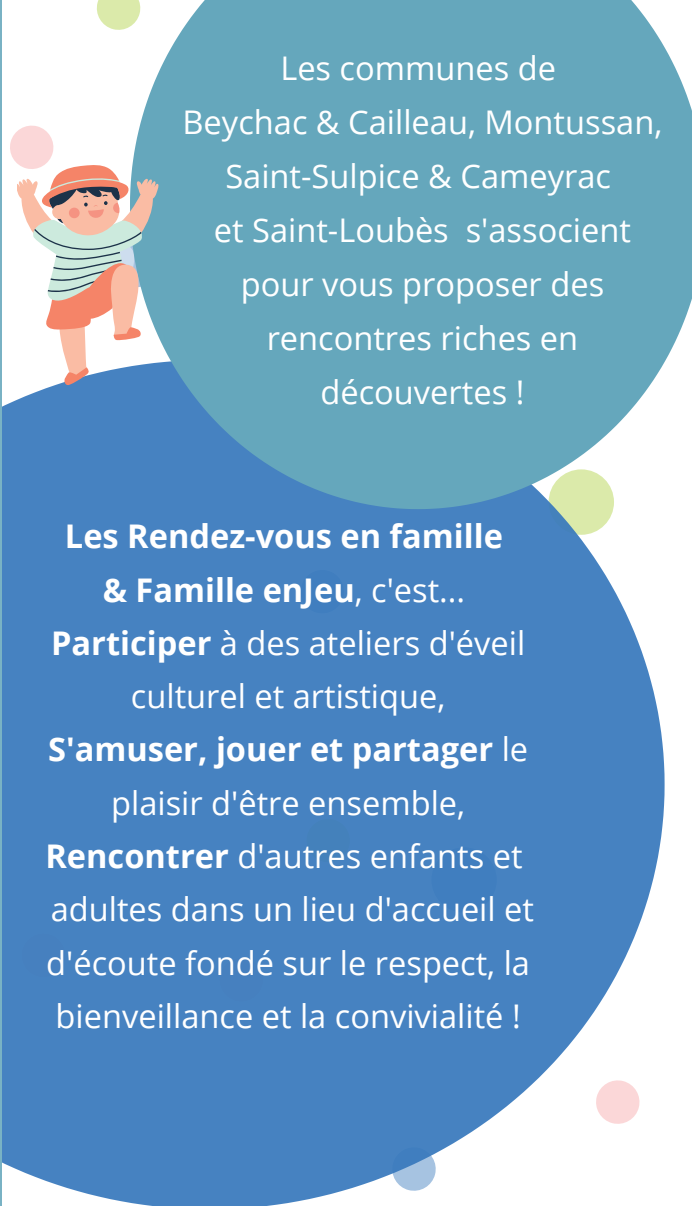 Les communes de
Beychac & Cailleau, Montussan,
Saint-Sulpice & Cameyrac
et Saint-Loubès  s'associent
pour vous proposer des
rencontres riches en
découvertes !
Les Rendez-vous en famille
& Famille enJeu, c'est...
Participer à des ateliers d'éveil
culturel et artistique,
S'amuser, jouer et partager le
plaisir d'être ensemble,
Rencontrer d'autres enfants et
adultes dans un lieu d'accueil et
d'écoute fondé sur le respect, la
bienveillance et la convivialité !